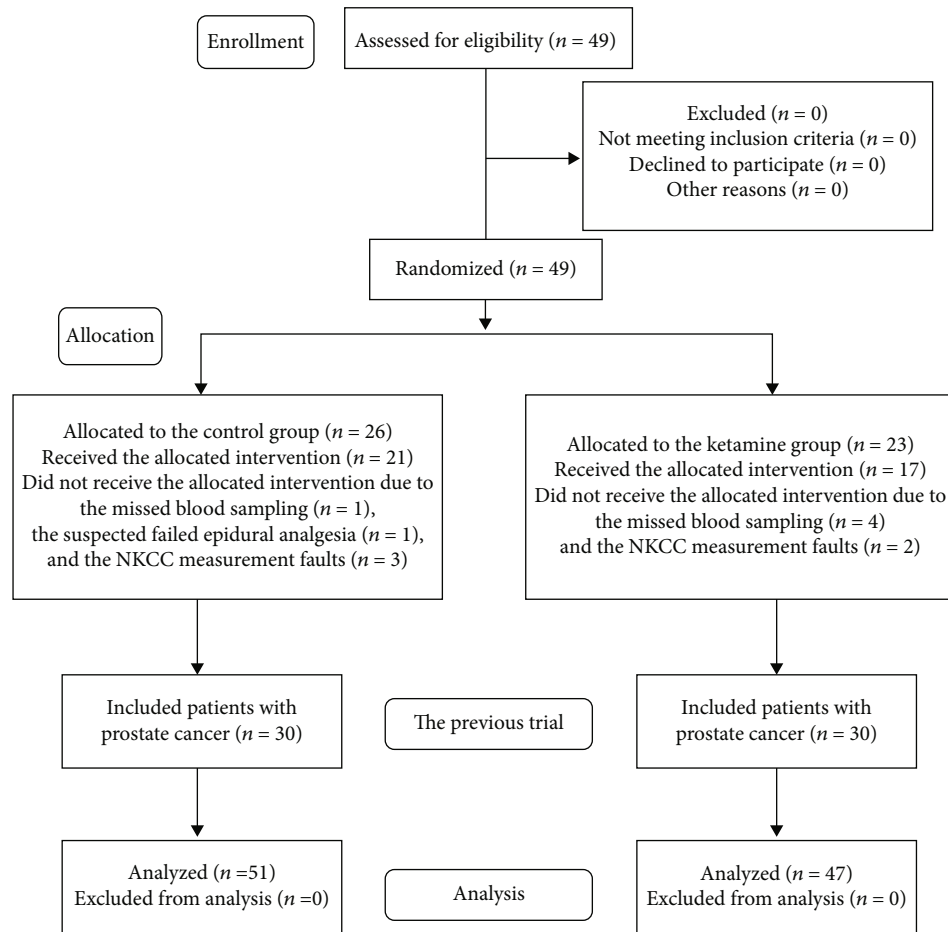 Enrollment
Assessed for eligibility (n = 49)
Excluded (n = 0)
Not meeting inclusion criteria (n = 0)
Declined to participate (n = 0)
Other reasons (n = 0)
Randomized (n = 49)
Allocation
Allocated to the control group (n = 26)
Received the allocated intervention (n = 21)
Did not receive the allocated intervention due to
the missed blood sampling (n = 1),
the suspected failed epidural analgesia (n = 1),
and the NKCC measurement faults (n = 3)
Allocated to the ketamine group (n = 23)
Received the allocated intervention (n = 17)
Did not receive the allocated intervention due to
the missed blood sampling (n = 4)
and the NKCC measurement faults (n = 2)
Included patients with
prostate cancer (n = 30)
The previous trial
Included patients with
prostate cancer (n = 30)
Analyzed (n =51)
Excluded from analysis (n =0)
Analysis
Analyzed (n = 47)
Excluded from analysis (n = 0)